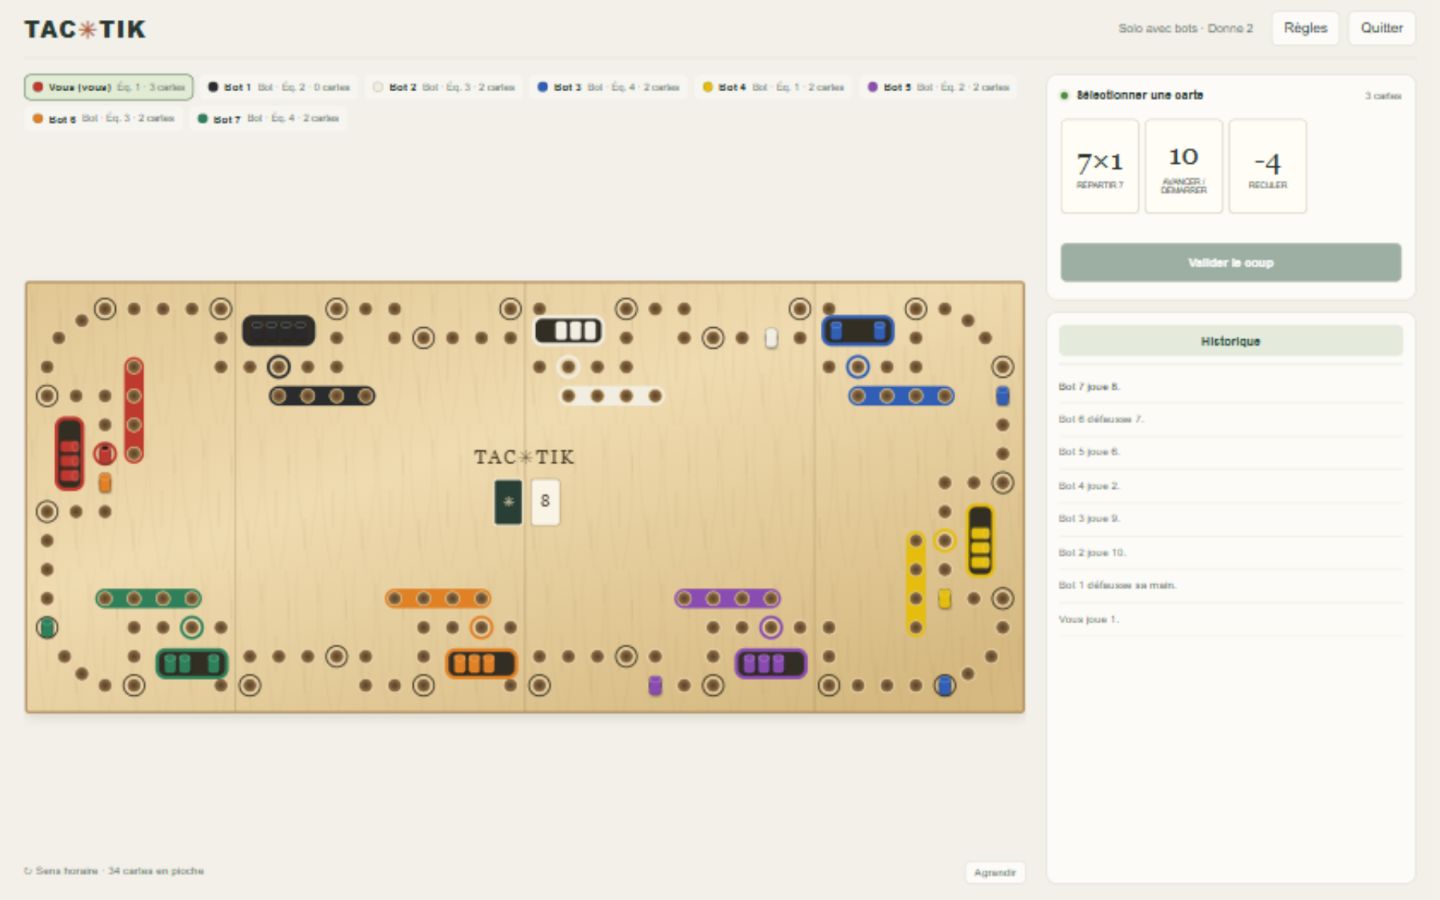 TAC✳TIK
Solo avec bots · Donne 2
Règles
Quitter
Vous (vous) Éq. 1 · 3 cartes
Bot 1 Bot · Éq. 2 · 0 cartes
Bot 2 Bot · Éq. 3 · 2 cartes
Bot 3 Bot · Éq. 4 · 2 cartes
Bot 4 Bot · Éq. 1 · 2 cartes
Bot 5 Bot · Éq. 2 · 2 cartes
Bot 6 Bot · Éq. 3 · 2 cartes
Bot 7 Bot · Éq. 4 · 2 cartes
TAC✳TIK
8
↻ Sens horaire · 34 cartes en pioche
Agrandir
Sélectionner une carte
3 cartes
7×1
RÉPARTIR 7
10
AVANCER /
DÉMARRER
-4
RECULER
Valider le coup
Historique
Bot 7 joue 8.
Bot 6 défausse 7.
Bot 5 joue 6.
Bot 4 joue 2.
Bot 3 joue 9.
Bot 2 joue 10.
Bot 1 défausse sa main.
Vous joue 1.